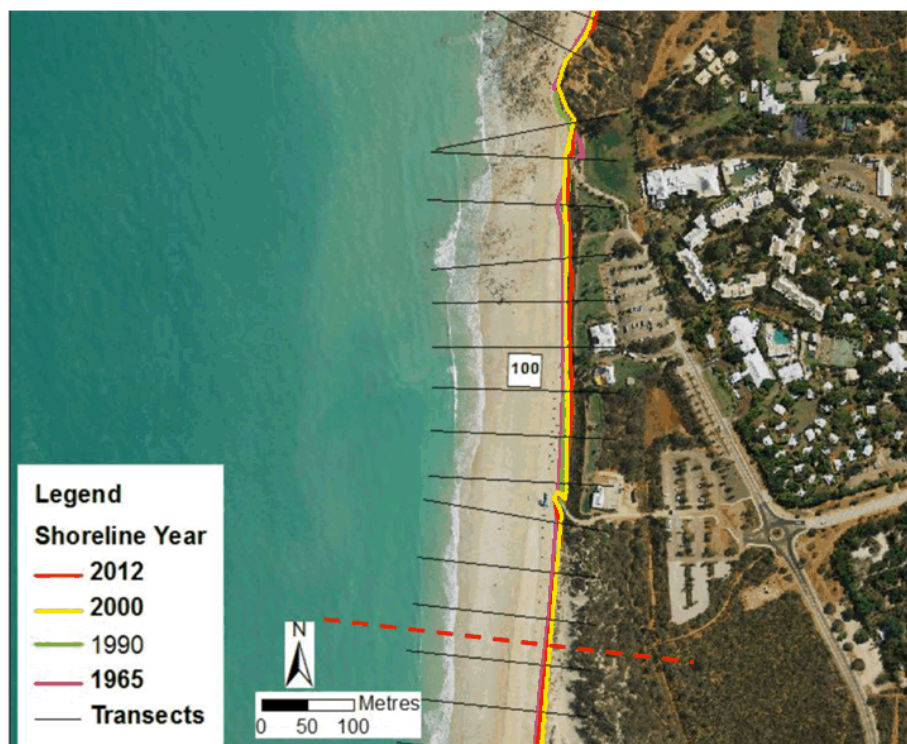 100
Legend
Shoreline Year
2012
2000
1990
1965
Transects
N
Metres
0 50 100